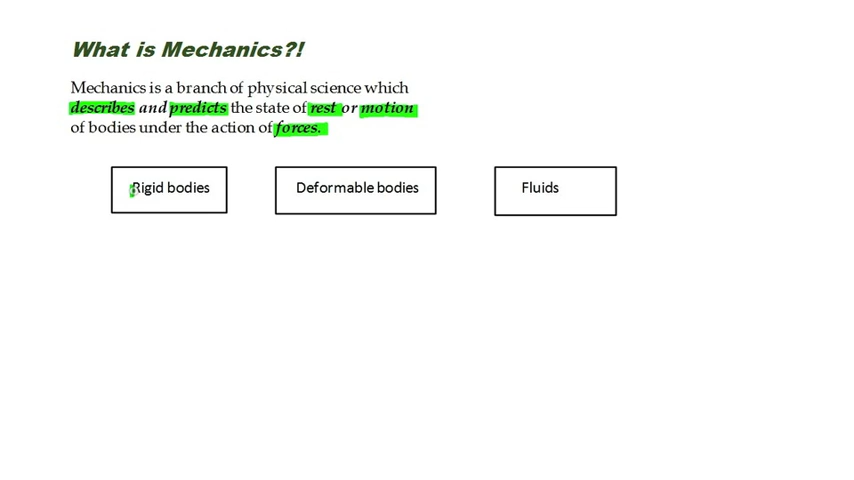 What is Mechanics?!
Mechanics is a branch of physical science which
describes and predicts the state of rest or motion
of bodies under the action of forces.
Rigid bodies
Deformable bodies
Fluids